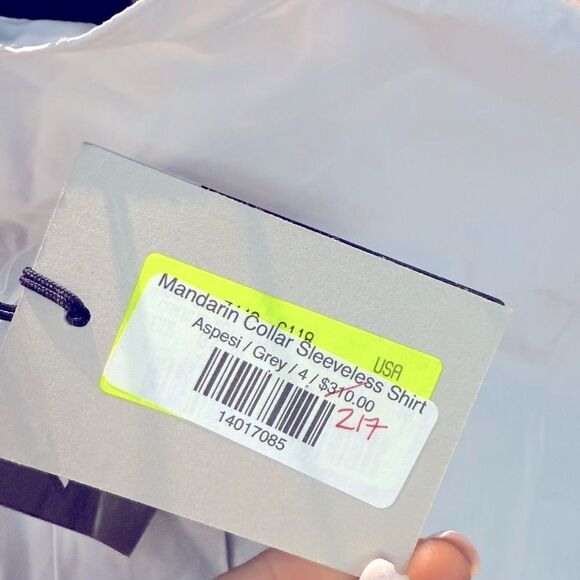 Mandarin Collar Sleeveless Shirt
Aspesi / Grey / 4 / $310.00
217
14017085
USA